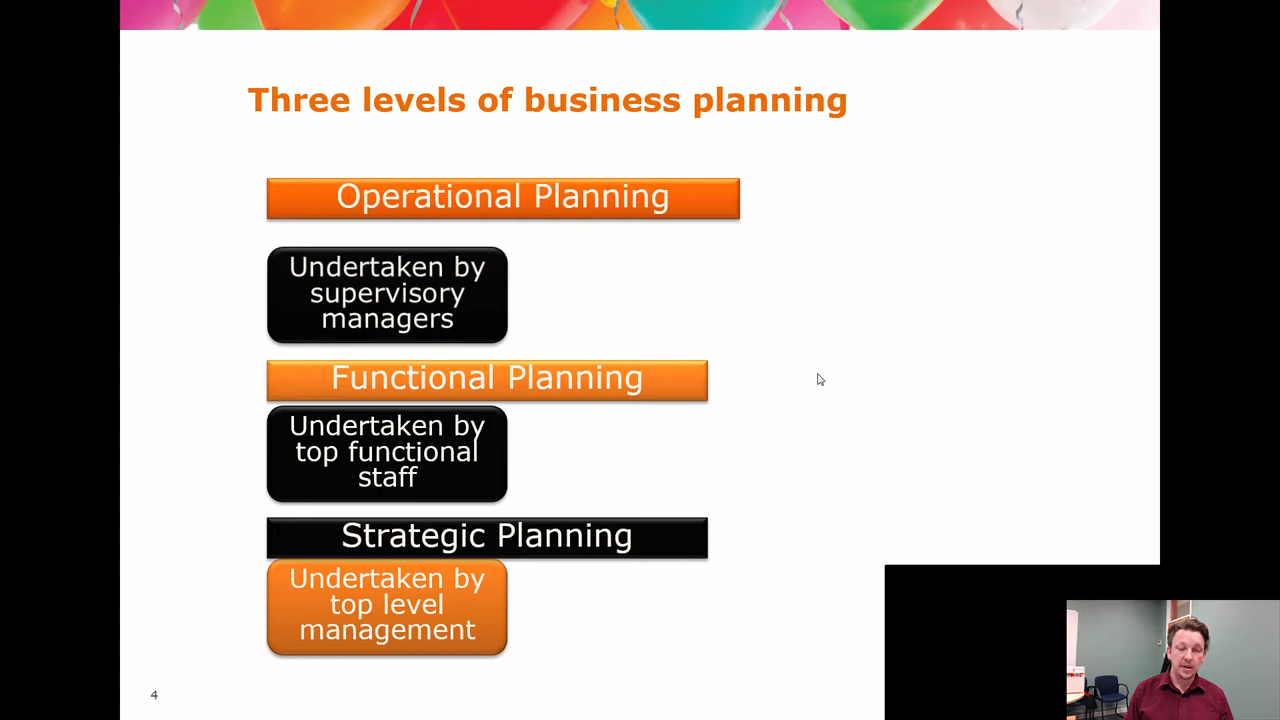 Three levels of business planning
Operational Planning
Undertaken by
supervisory
managers
Functional Planning
Undertaken by
top functional
staff
Strategic Planning
Undertaken by
top level
management
4